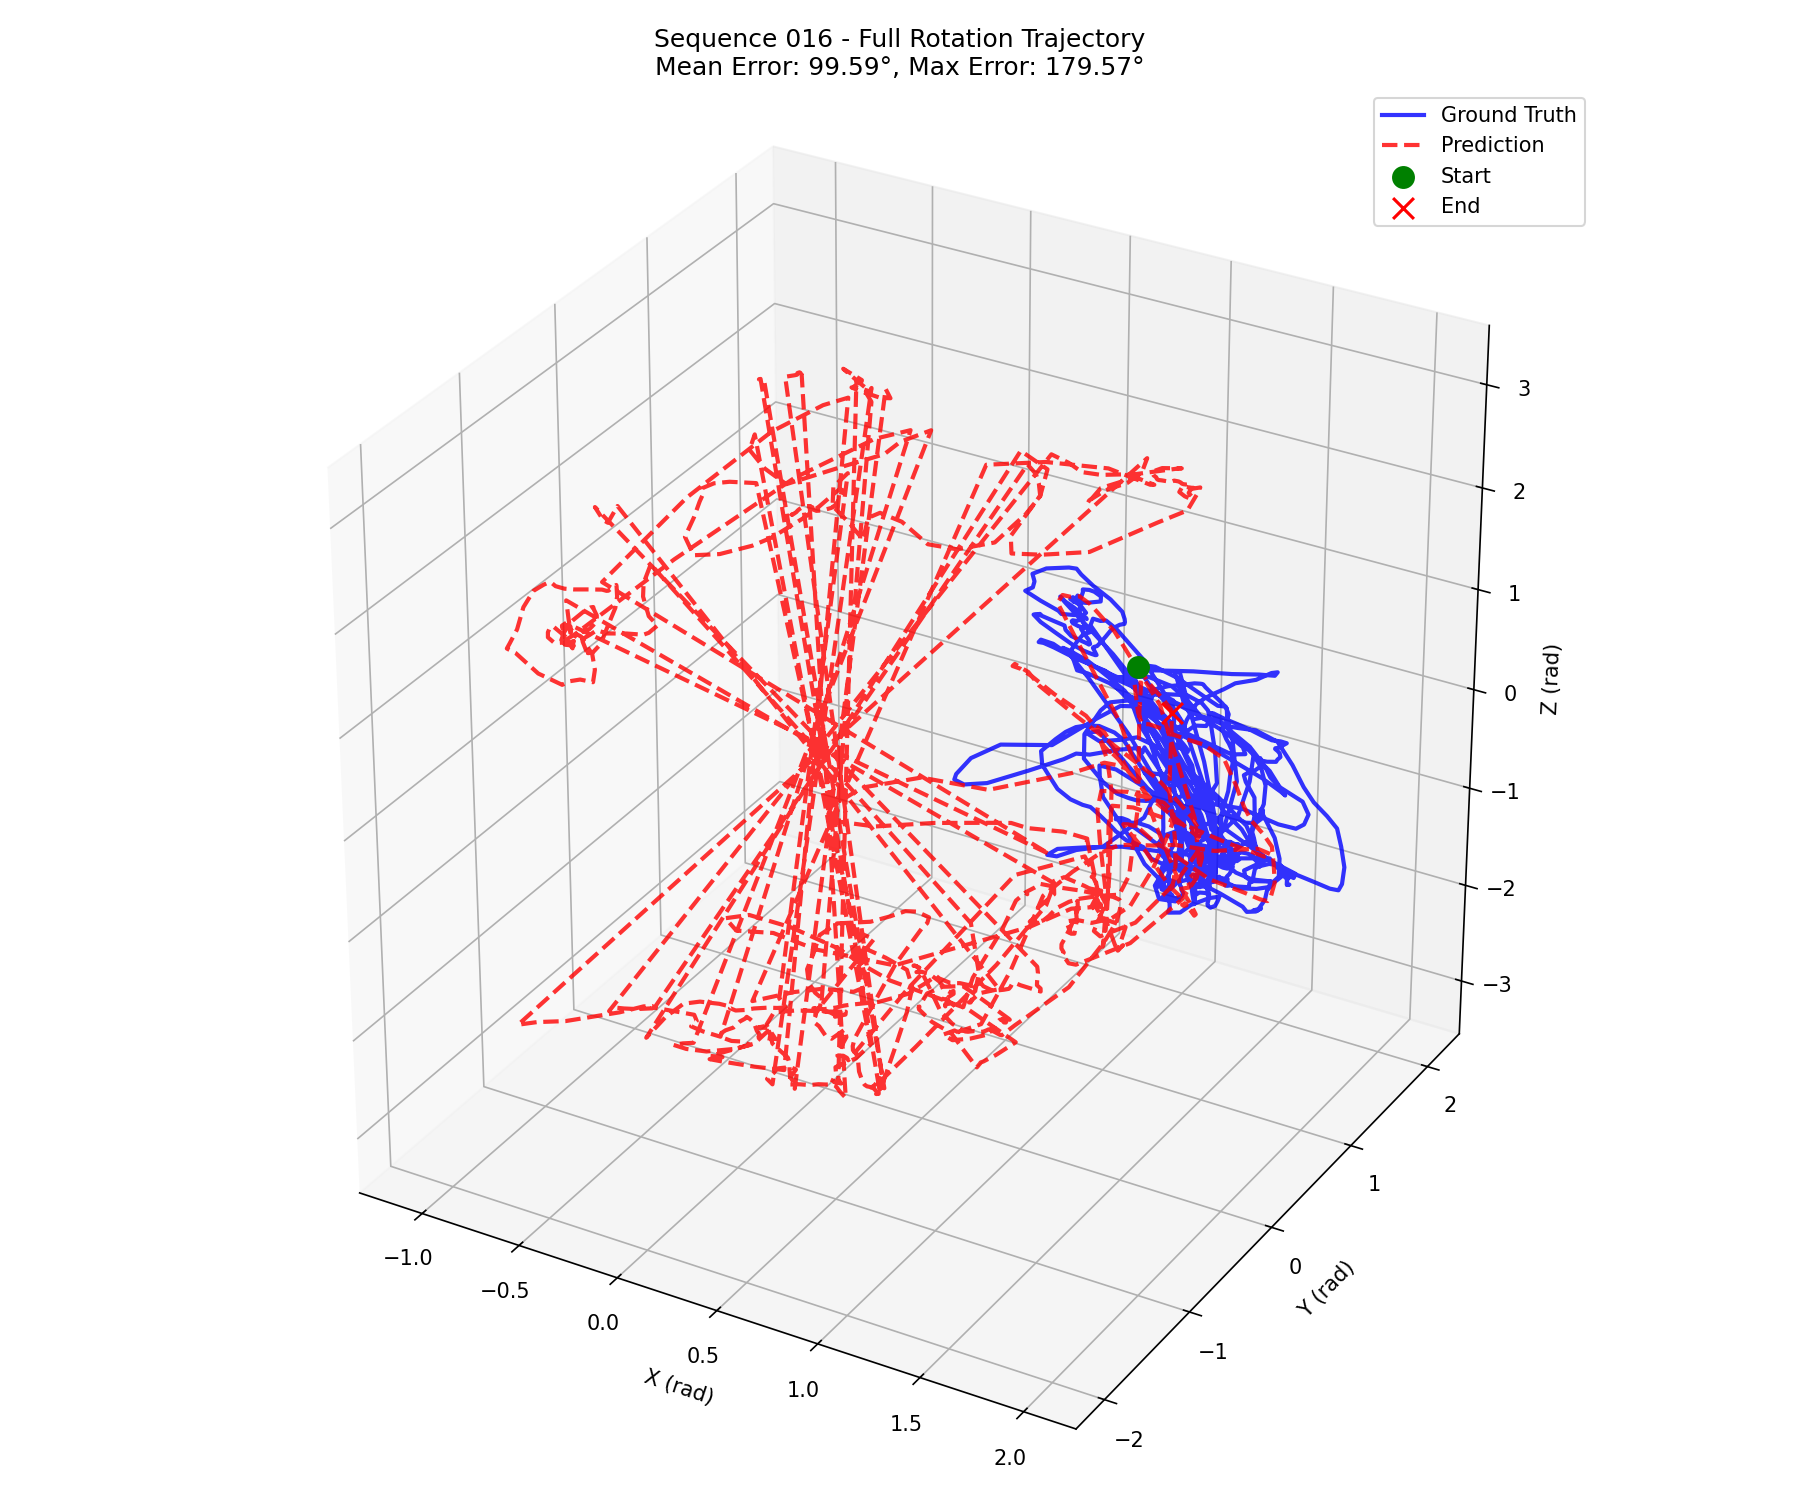 Sequence 016 - Full Rotation Trajectory
Mean Error: 99.59°, Max Error: 179.57°
Ground Truth
Prediction
Start
End
3
2
1
0
−1
−2
−3
Z (rad)
2
1
0
−1
−2
Y (rad)
−1.0
−0.5
0.0
0.5
1.0
1.5
2.0
X (rad)